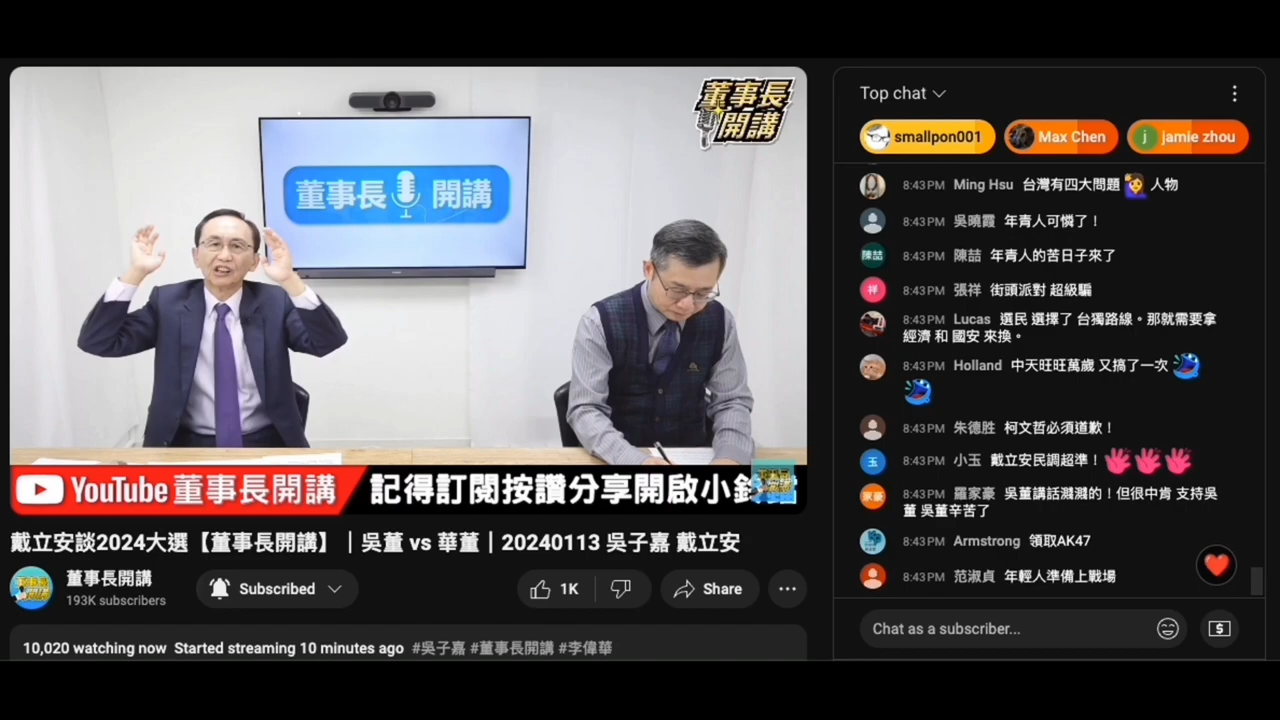 董事長
開講
董事長 開講
YouTube 董事長開講
記得訂閱按讚分享開啟小鈴
戴立安談2024大選【董事長開講】｜吳董 vs 華董｜20240113 吳子嘉 戴立安
董事長開講
193K subscribers
Subscribed
1K
Share
10,020 watching now Started streaming 10 minutes ago #吳子嘉 #董事長開講 #李偉華
Top chat
smallpon001
Max Chen
j jamie zhou
8:43 PM Ming Hsu 台灣有四大問題 人物
8:43 PM 吳曉霞 年青人可憐了！
陳喆 8:43 PM 陳喆 年青人的苦日子來了
祥 8:43 PM 張祥 街頭派對 超級騙
8:43 PM Lucas 選民 選擇了 台獨路線。那就需要拿
經濟 和 國安 來換。
8:43 PM Holland 中天旺旺萬歲 又搞了一次
8:43 PM 朱德胜 柯文哲必須道歉！
玉 8:43 PM 小玉 戴立安民調超準！
家豪 8:43 PM 羅家豪 吳董講話濺濺的！但很中肯 支持吳
董 吳董辛苦了
8:43 PM Armstrong 領取AK47
8:43 PM 范淑貞 年輕人準備上戰場
Chat as a subscriber...